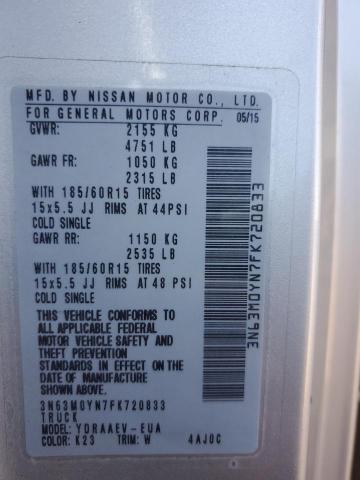 MFD. BY NISSAN MOTOR CO., LTD.
FOR GENERAL MOTORS CORP. 05/15
GVWR: 2155 KG
4751 LB
GAWR FR: 1050 KG
2315 LB
WITH 185/60R15 TIRES
15x5.5 JJ RIMS AT 44PSI
COLD SINGLE
GAWR RR: 1150 KG
2535 LB
WITH 185/60R15 TIRES
15x5.5 JJ RIMS AT 48 PSI
COLD SINGLE
THIS VEHICLE CONFORMS
TO ALL APPLICABLE FEDERAL
MOTOR VEHICLE SAFETY AND
THEFT PREVENTION
STANDARDS IN EFFECT ON THE
DATE OF MANUFACTURE
SHOWN ABOVE.
3N63M0YN7FK720833
TRUCK
MODEL: YDRAAEV-EUA
COLOR: K23 TRIM: W 4AJ0C
3N63M0YN7FK720833